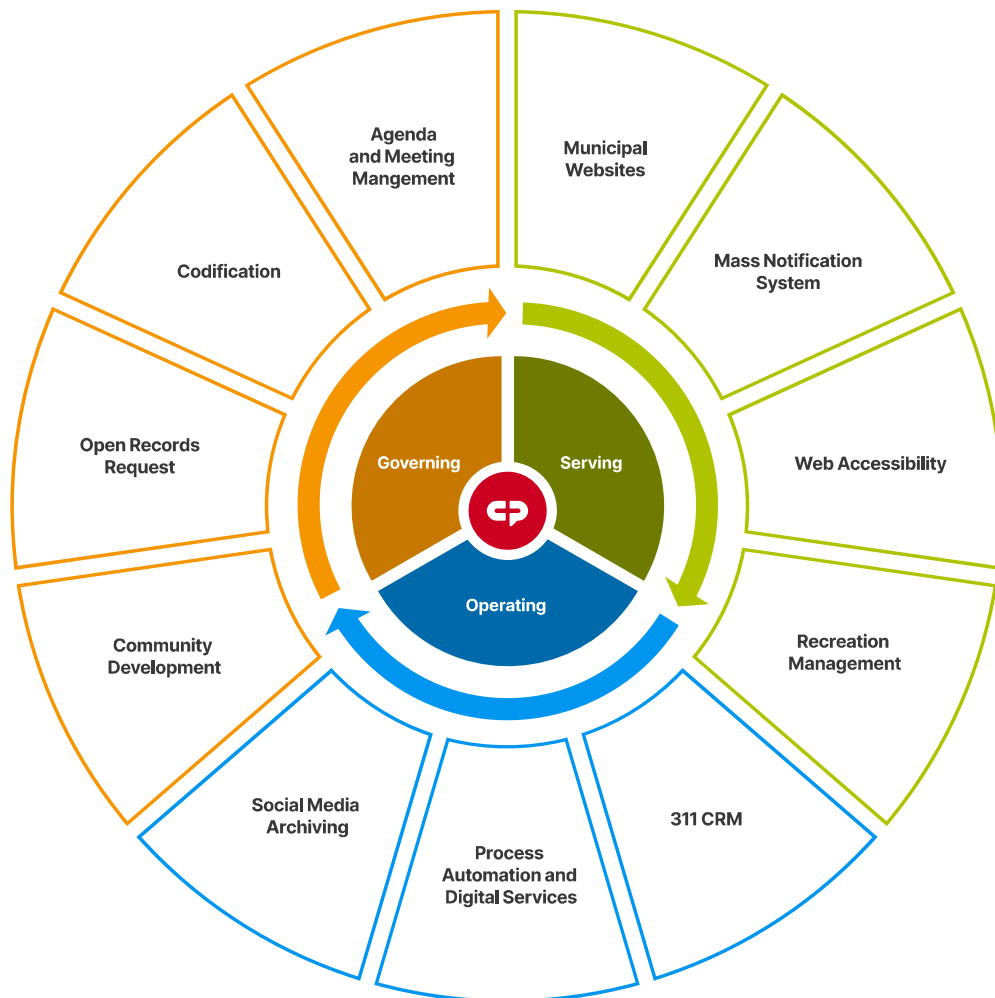 Agenda
and Meeting
Mangement
Municipal
Websites
Codification
Mass Notification
System
Open Records
Request
Governing
Serving
Web Accessibility
Operating
Community
Development
Recreation
Management
Social Media
Archiving
311 CRM
Process
Automation and
Digital Services